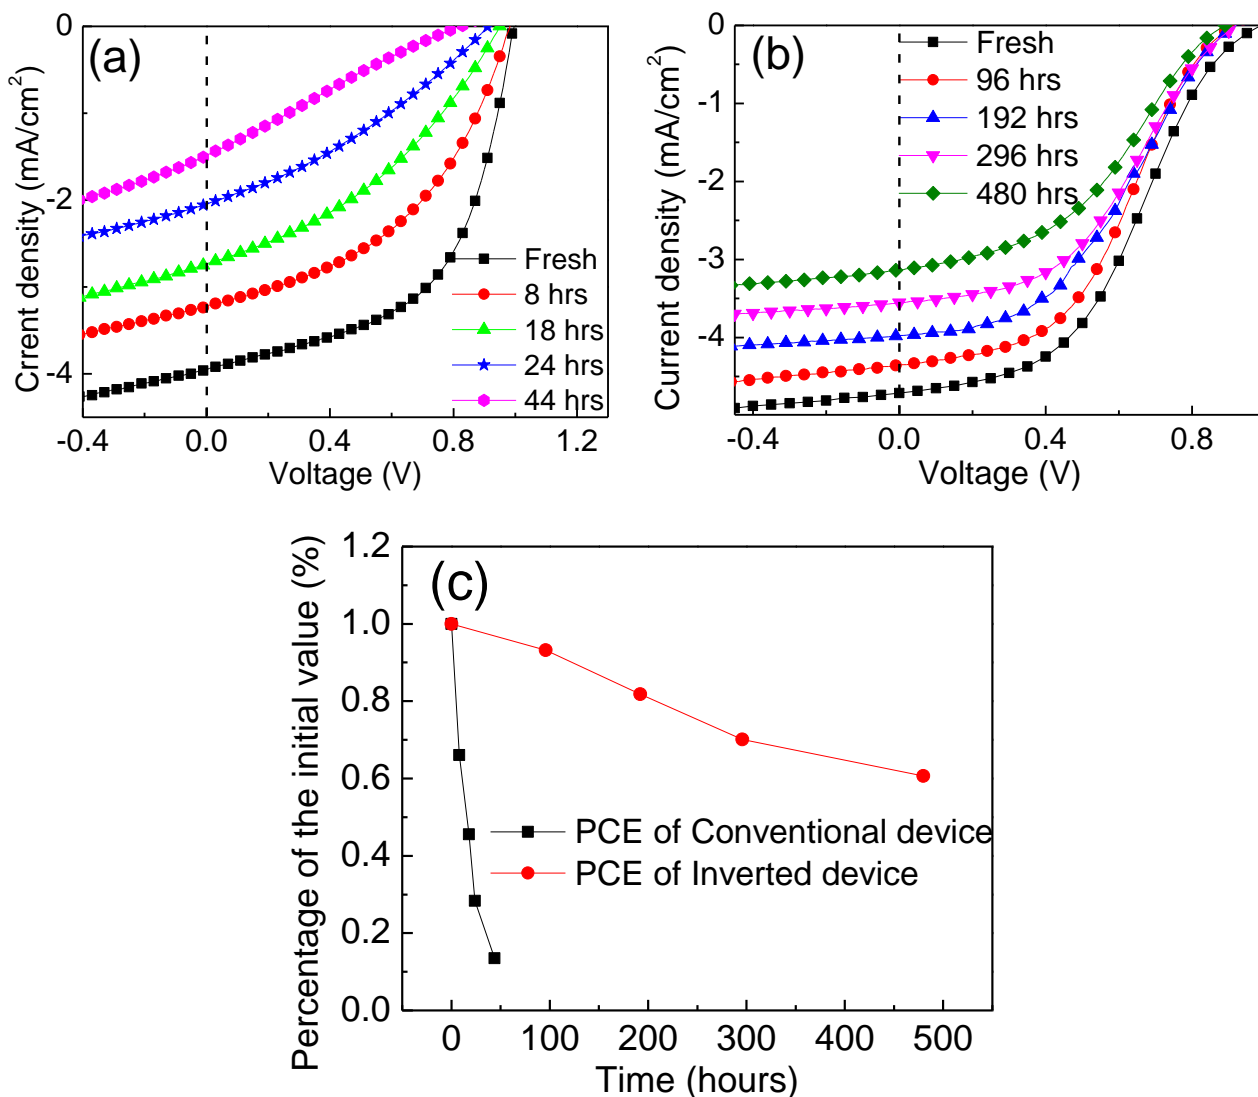 (a)
0
-2
-4
Crrent density (mA/cm²)
Fresh
8 hrs
18 hrs
24 hrs
44 hrs
-0.4
0.0
0.4
0.8
1.2
Voltage (V)
(b)
0
-1
-2
-3
-4
Current density (mA/cm²)
Fresh
96 hrs
192 hrs
296 hrs
480 hrs
-0.4
0.0
0.4
0.8
Voltage (V)
(c)
1.2
1.0
0.8
0.6
0.4
0.2
0.0
Percentage of the initial value (%)
PCE of Conventional device
PCE of Inverted device
0
100
200
300
400
500
Time (hours)